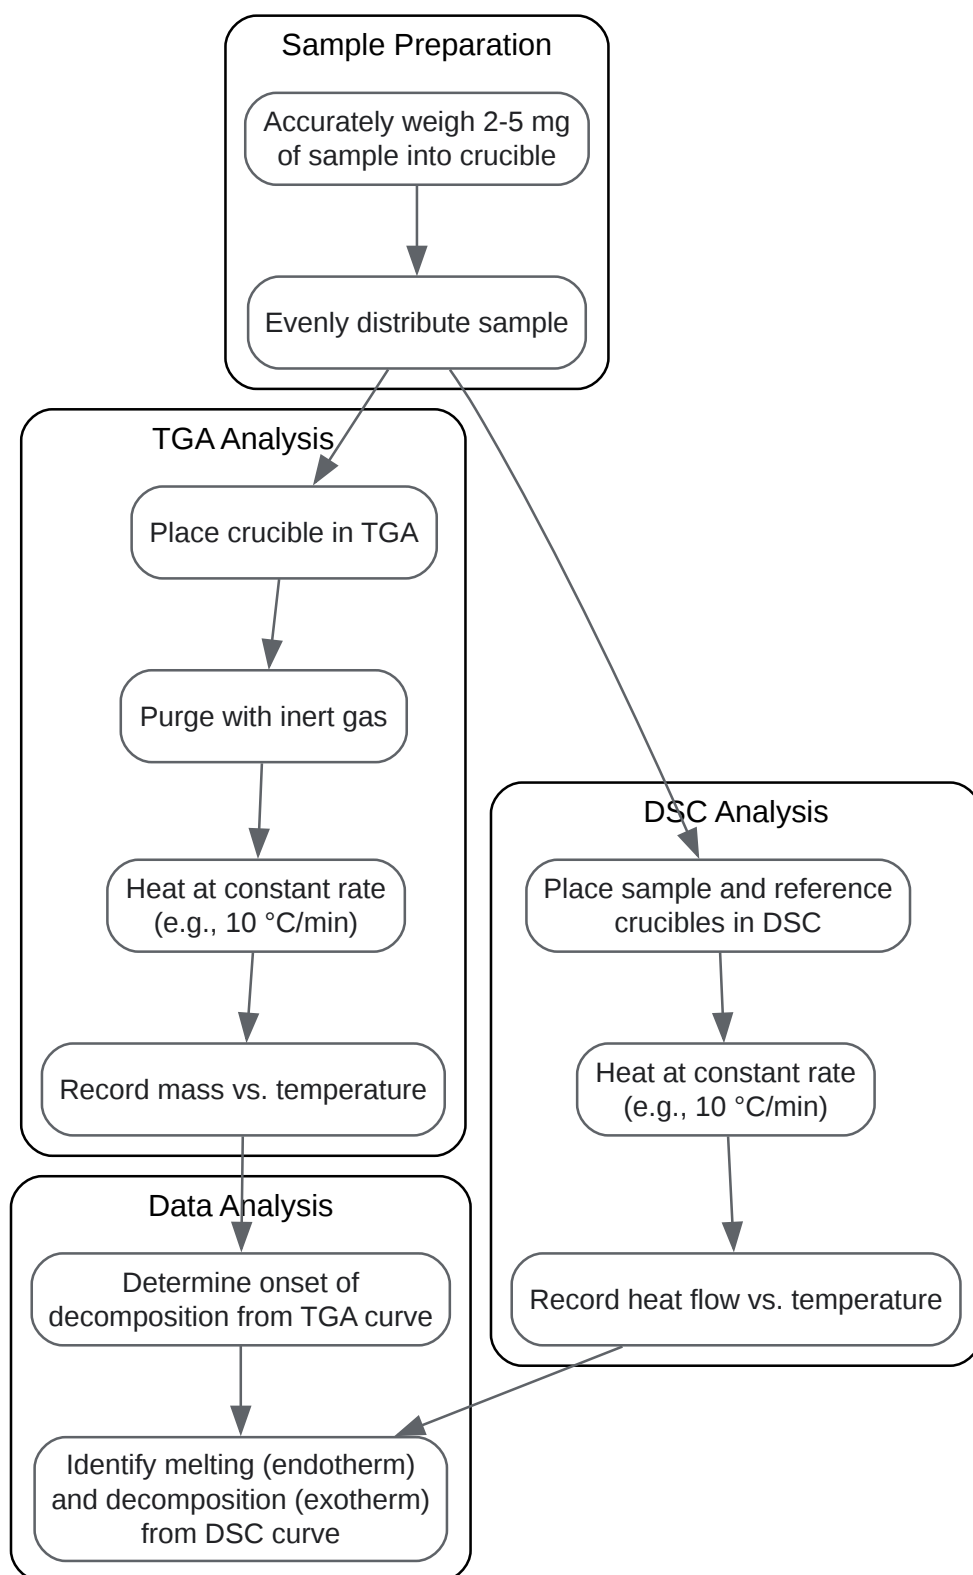 Sample Preparation
Accurately weigh 2-5 mg
of sample into crucible
Evenly distribute sample
TGA Analysis
Place crucible in TGA
Purge with inert gas
Heat at constant rate
(e.g., 10 °C/min)
Record mass vs. temperature
DSC Analysis
Place sample and reference
crucibles in DSC
Heat at constant rate
(e.g., 10 °C/min)
Record heat flow vs. temperature
Data Analysis
Determine onset of
decomposition from TGA curve
Identify melting (endotherm)
and decomposition (exotherm)
from DSC curve